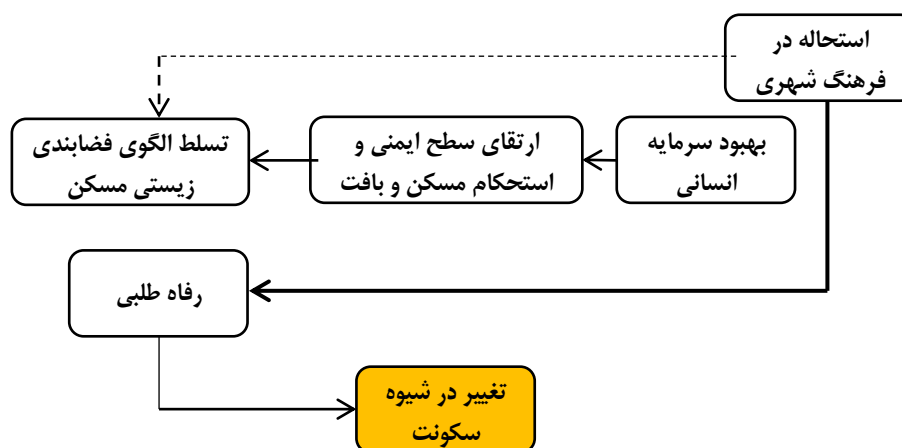 استحاله در
فرهنگ شهری
بهبود سرمایه
انسانی
ارتقای سطح ایمنی و
استحکام مسکن و بافت
تسلط الگوی فضابندی
زیستی مسکن
رفاه طلبی
تغییر در شیوه
سکونت